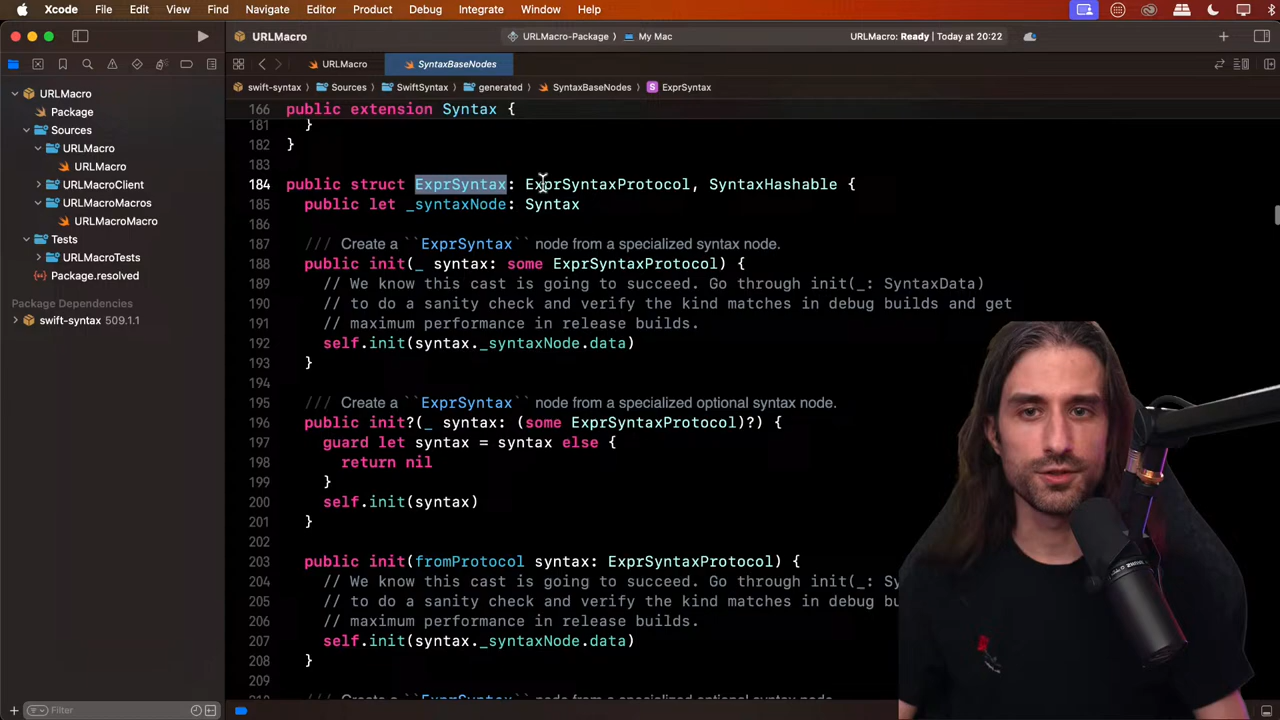 Xcode File Edit View Find Navigate Editor Product Debug Integrate Window Help
URLMacro
URLMacro-Package
My Mac
URLMacro: Ready | Today at 20:22
URLMacro
SyntaxBaseNodes
swift-syntax
Sources
SwiftSyntax
generated
SyntaxBaseNodes
S
ExprSyntax
URLMacro
Package
Sources
URLMacro
URLMacro
URLMacroClient
URLMacroMacros
URLMacroMacro
Tests
URLMacroTests
Package.resolved
Package Dependencies
swift-syntax 509.1.1
Filter
166 public extension Syntax {
181 }
182 }
183
184 public struct ExprSyntax: ExprSyntaxProtocol, SyntaxHashable {
185 public let _syntaxNode: Syntax
186
187 /// Create a ``ExprSyntax`` node from a specialized syntax node.
188 public init(_ syntax: some ExprSyntaxProtocol) {
189 // We know this cast is going to succeed. Go through init(_: SyntaxData)
190 // to do a sanity check and verify the kind matches in debug builds and get
191 // maximum performance in release builds.
192 self.init(syntax._syntaxNode.data)
193 }
194
195 /// Create a ``ExprSyntax`` node from a specialized optional syntax node.
196 public init?(_ syntax: (some ExprSyntaxProtocol)?) {
197 guard let syntax = syntax else {
198 return nil
199 }
200 self.init(syntax)
201 }
202
203 public init(fromProtocol syntax: ExprSyntaxProtocol) {
204 // We know this cast is going to succeed. Go through init(_: Sy
205 // to do a sanity check and verify the kind matches in debug bu
206 // maximum performance in release builds.
207 self.init(syntax._syntaxNode.data)
208 }
209